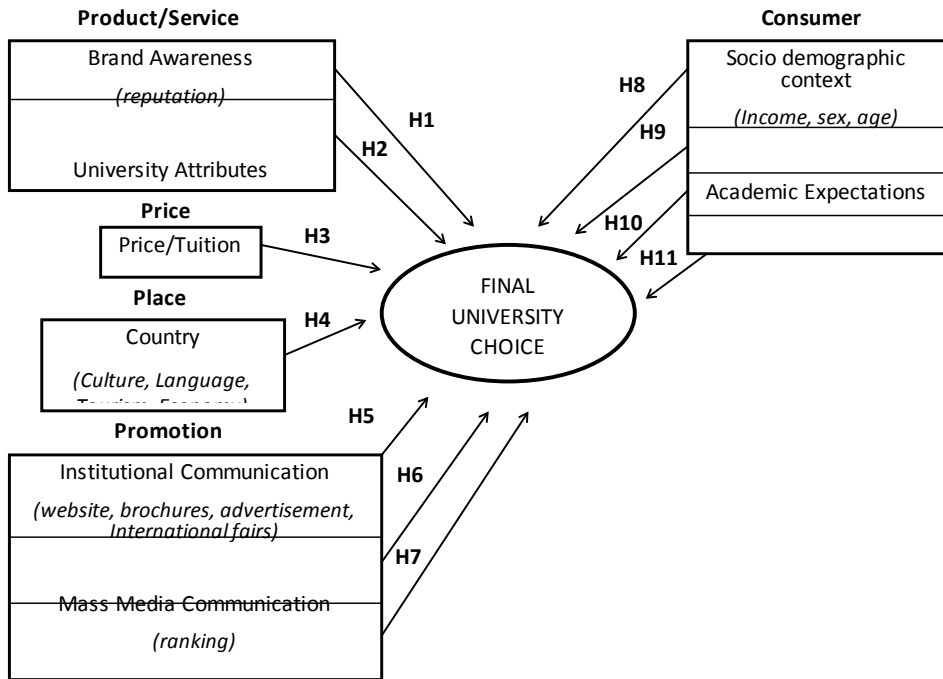 Product/Service
Brand Awareness
(reputation)
University Attributes
Price
Price/Tuition
Place
Country
(Culture, Language,
Tourism, Economy)
Promotion
Institutional Communication
(website, brochures, advertisement,
International fairs)
Mass Media Communication
(ranking)
H1
H2
H3
H4
H5
H6
H7
FINAL
UNIVERSITY
CHOICE
Consumer
Socio demographic
context
(Income, sex, age)
Academic Expectations
H8
H9
H10
H11